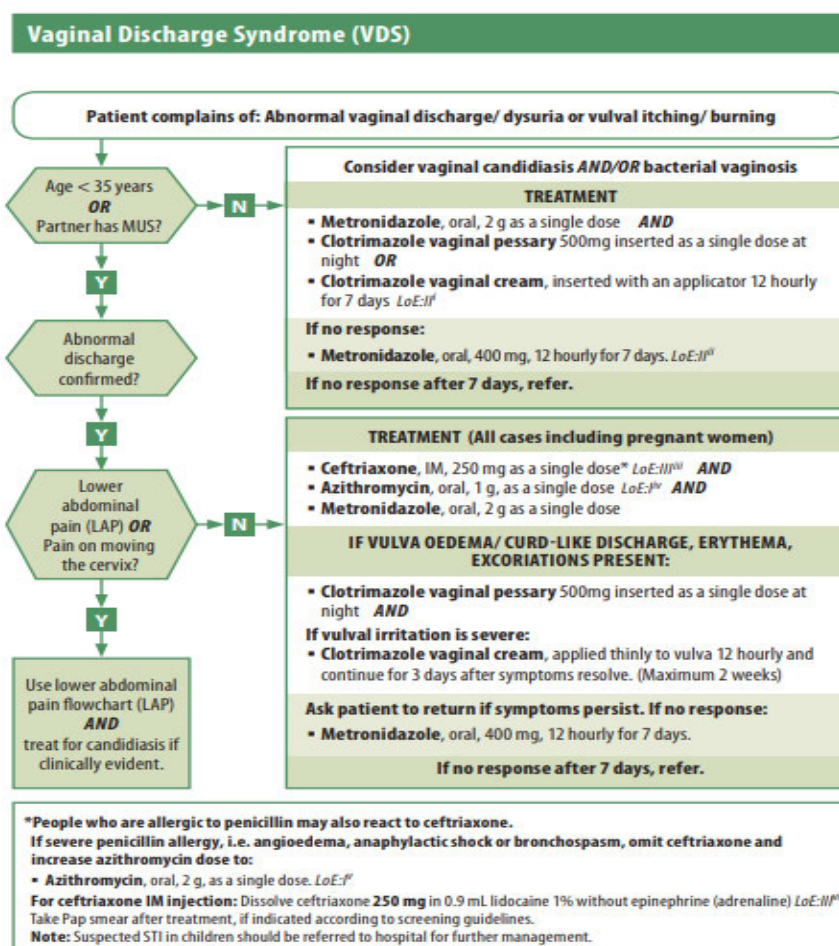 Vaginal Discharge Syndrome (VDS)
Patient complains of: Abnormal vaginal discharge/ dysuria or vulval itching/ burning
Age < 35 years
OR
Partner has MUS?
N
Y
Abnormal
discharge
confirmed?
Y
Lower
abdominal
pain (LAP) OR
Pain on moving
the cervix?
N
Y
Use lower abdominal
pain flowchart (LAP)
AND
treat for candidiasis if
clinically evident.
Consider vaginal candidiasis AND/OR bacterial vaginosis
TREATMENT
▪ Metronidazole, oral, 2 g as a single dose AND
▪ Clotrimazole vaginal pessary 500mg inserted as a single dose at
night OR
▪ Clotrimazole vaginal cream, inserted with an applicator 12 hourly
for 7 days LoE:IIⁱ
If no response:
▪ Metronidazole, oral, 400 mg, 12 hourly for 7 days. LoE:IIⁱⁱ
If no response after 7 days, refer.
TREATMENT (All cases including pregnant women)
▪ Ceftriaxone, IM, 250 mg as a single dose* LoE:IIIⁱⁱⁱ AND
▪ Azithromycin, oral, 1 g, as a single dose LoE:Iⁱᵛ AND
▪ Metronidazole, oral, 2 g as a single dose
IF VULVA OEDEMA/ CURD-LIKE DISCHARGE, ERYTHEMA,
EXCORIATIONS PRESENT:
▪ Clotrimazole vaginal pessary 500mg inserted as a single dose at
night AND
If vulval irritation is severe:
▪ Clotrimazole vaginal cream, applied thinly to vulva 12 hourly and
continue for 3 days after symptoms resolve. (Maximum 2 weeks)
Ask patient to return if symptoms persist. If no response:
▪ Metronidazole, oral, 400 mg, 12 hourly for 7 days.
If no response after 7 days, refer.
*People who are allergic to penicillin may also react to ceftriaxone.
If severe penicillin allergy, i.e. angioedema, anaphylactic shock or bronchospasm, omit ceftriaxone and
increase azithromycin dose to:
▪ Azithromycin, oral, 2 g, as a single dose. LoE:Iᵛ
For ceftriaxone IM injection: Dissolve ceftriaxone 250 mg in 0.9 mL lidocaine 1% without epinephrine (adrenaline) LoE:III
Take Pap smear after treatment, if indicated according to screening guidelines.
Note: Suspected STI in children should be referred to hospital for further management.